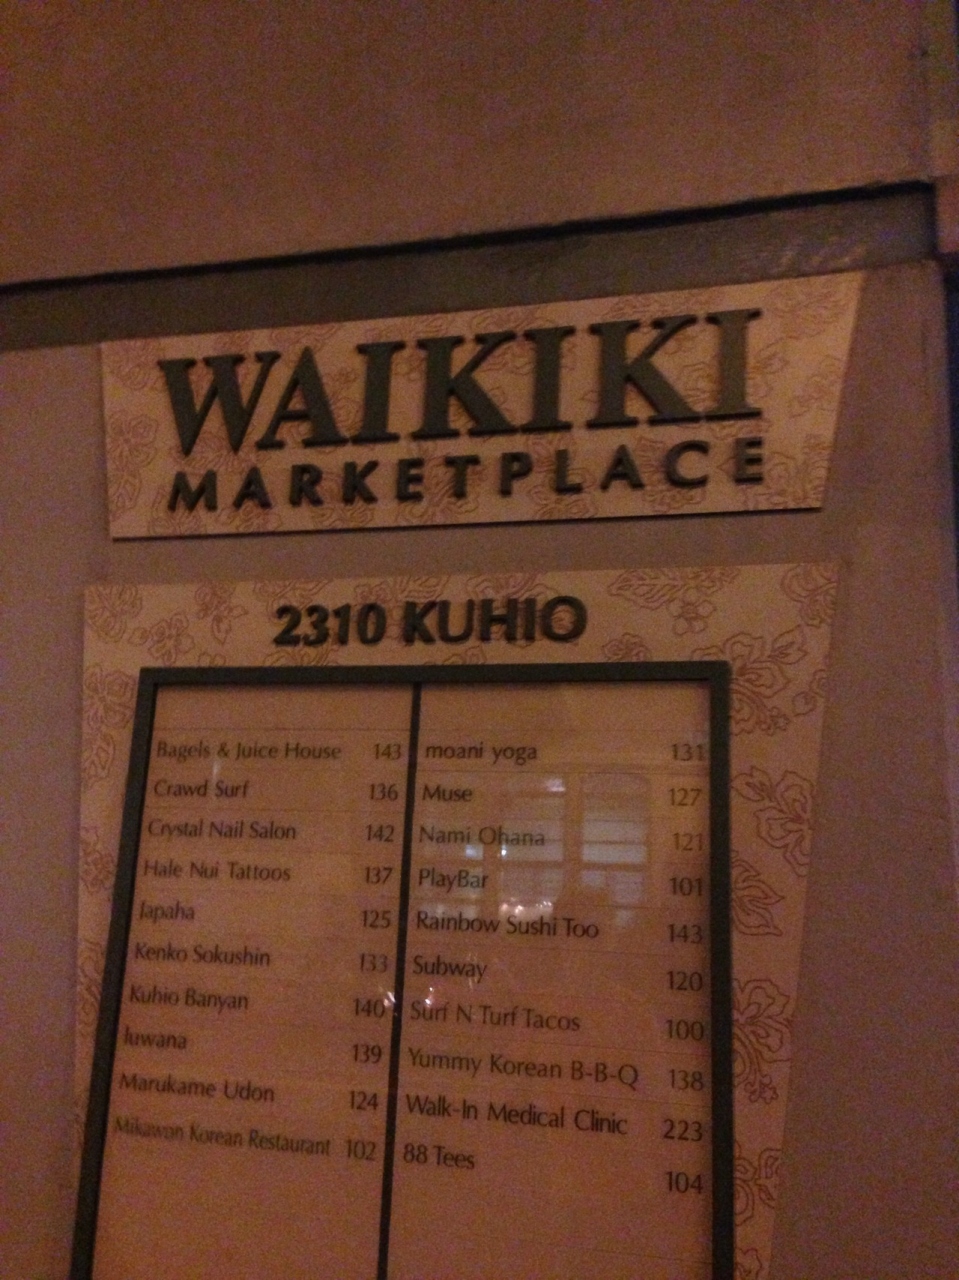 WAIKIKI
MARKETPLACE
2310 KUHIO
Bagels & Juice House 143
Crawd Surf 136
Crystal Nail Salon 142
Hale Nui Tattoos 137
Japaha 125
Kenko Sokushin 133
Kuhio Banyan 140
Iuwana 139
Marukame Udon 124
Mikawon Korean Restaurant 102
moani yoga 131
Muse 127
Nami Ohana 121
PlayBar 101
Rainbow Sushi Too 143
Subway 120
Surf N Turf Tacos 100
Yummy Korean B-B-Q 138
Walk-In Medical Clinic 223
88 Tees 104